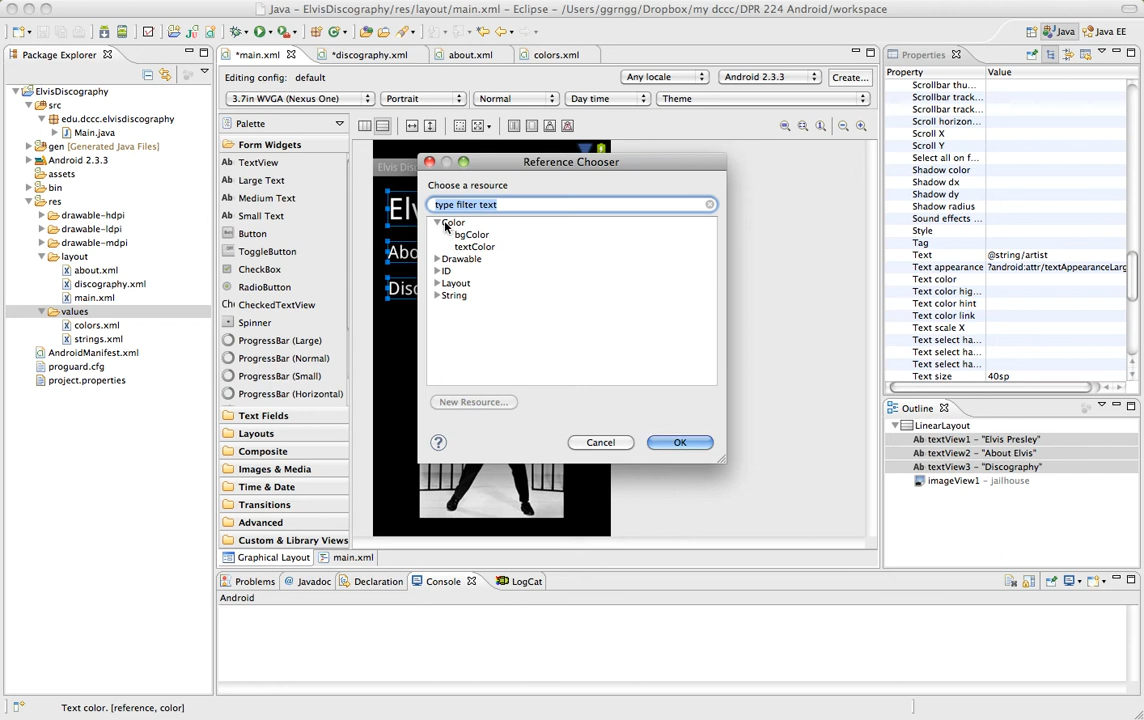 Java – ElvisDiscography/res/layout/main.xml – Eclipse – /Users/ggrngg/Dropbox/my dccc/DPR 224 Android/workspace
Java
Java EE
Package Explorer
ElvisDiscography
src
edu.dccc.elvisdiscography
Main.java
gen [Generated Java Files]
Android 2.3.3
assets
bin
res
drawable-hdpi
drawable-ldpi
drawable-mdpi
layout
about.xml
discography.xml
main.xml
values
colors.xml
strings.xml
AndroidManifest.xml
proguard.cfg
project.properties
*main.xml
*discography.xml
about.xml
colors.xml
Editing config: default
Any locale
Android 2.3.3
Create...
3.7in WVGA (Nexus One)
Portrait
Normal
Day time
Theme
Palette
Form Widgets
TextView
Large Text
Medium Text
Small Text
Button
ToggleButton
CheckBox
RadioButton
CheckedTextView
Spinner
ProgressBar (Large)
ProgressBar (Normal)
ProgressBar (Small)
ProgressBar (Horizontal)
Text Fields
Layouts
Composite
Images & Media
Time & Date
Transitions
Advanced
Custom & Library Views
Elvis Dis
Elv
Abo
Disc
Reference Chooser
Choose a resource
type filter text
Color
bgColor
textColor
Drawable
ID
Layout
String
New Resource...
?
Cancel
OK
Graphical Layout
main.xml
Properties
Property Value
Scrollbar thu...
Scrollbar track...
Scrollbar track...
Scroll horizon...
Scroll X
Scroll Y
Select all on f...
Shadow color
Shadow dx
Shadow dy
Shadow radius
Sound effects ...
Style
Tag
Text @string/artist
Text appearance ?android:attr/textAppearanceLarg
Text color
Text color hig...
Text color hint
Text color link
Text scale X
Text select ha...
Text select ha...
Text select ha...
Text size 40sp
Outline
LinearLayout
Ab textView1 – "Elvis Presley"
Ab textView2 – "About Elvis"
Ab textView3 – "Discography"
imageView1 – jailhouse
Problems
@ Javadoc
Declaration
Console
LogCat
Android
Text color. [reference, color]